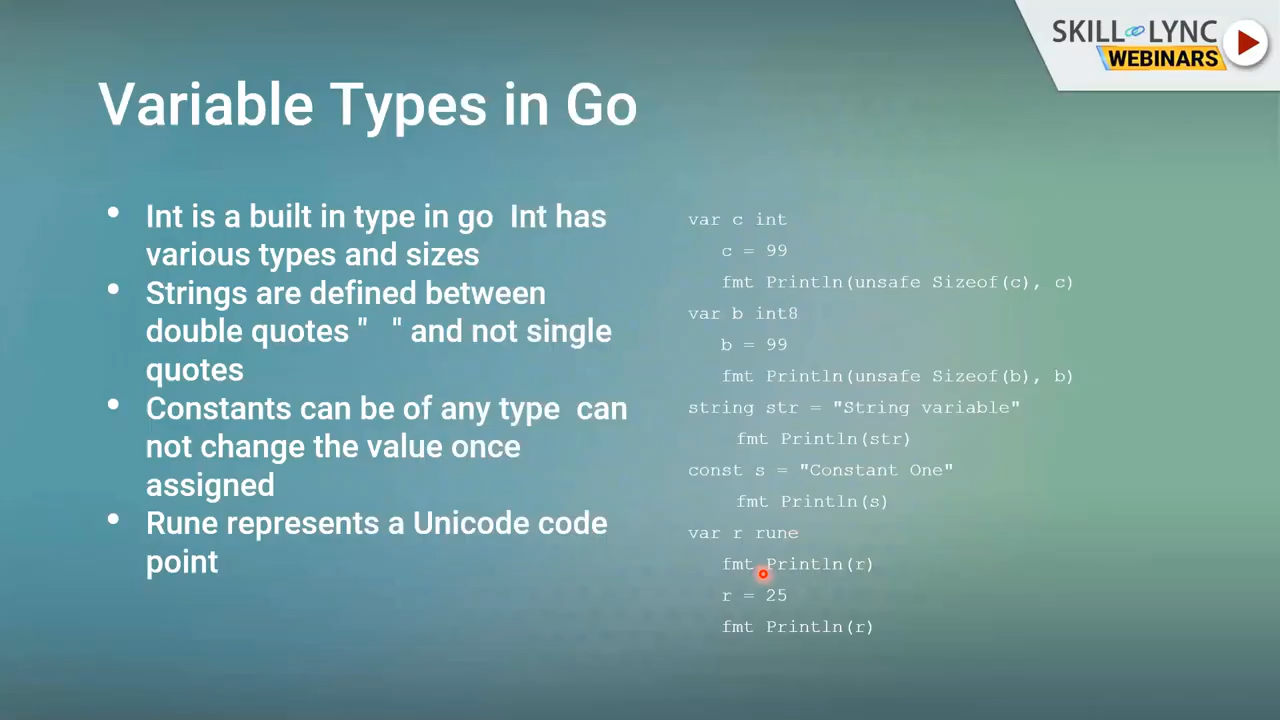 SKILL LYNC
WEBINARS
Variable Types in Go
• Int is a built in type in go  Int has
various types and sizes
• Strings are defined between
double quotes "   " and not single
quotes
• Constants can be of any type  can
not change the value once
assigned
• Rune represents a Unicode code
point
var c int
c = 99
fmt Println(unsafe Sizeof(c), c)
var b int8
b = 99
fmt Println(unsafe Sizeof(b), b)
string str = "String variable"
fmt Println(str)
const s = "Constant One"
fmt Println(s)
var r rune
fmt Println(r)
r = 25
fmt Println(r)